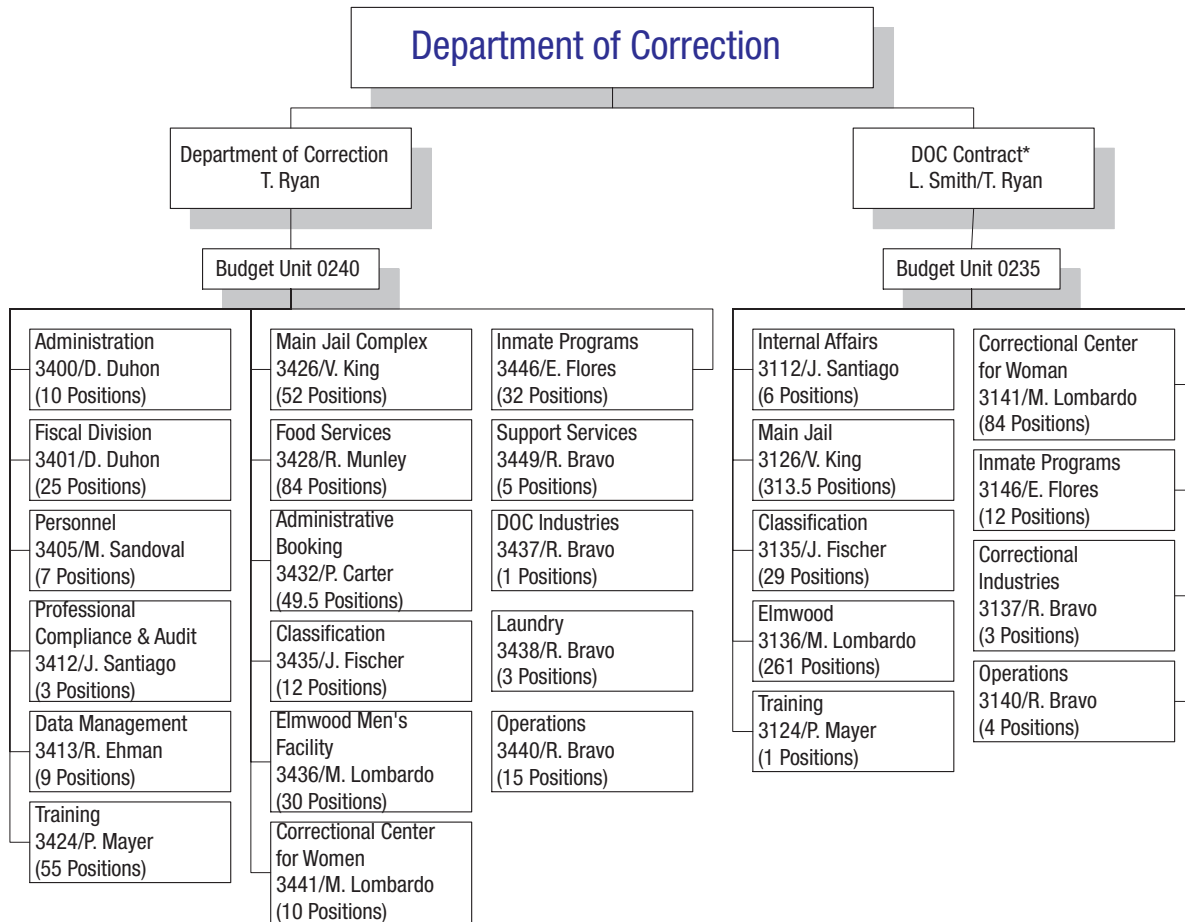 Department of Correction
Department of Correction
T. Ryan
DOC Contract*
L. Smith/T. Ryan
Budget Unit 0240
Budget Unit 0235
Administration
3400/D. Duhon
(10 Positions)
Fiscal Division
3401/D. Duhon
(25 Positions)
Personnel
3405/M. Sandoval
(7 Positions)
Professional
Compliance & Audit
3412/J. Santiago
(3 Positions)
Data Management
3413/R. Ehman
(9 Positions)
Training
3424/P. Mayer
(55 Positions)
Main Jail Complex
3426/V. King
(52 Positions)
Food Services
3428/R. Munley
(84 Positions)
Administrative
Booking
3432/P. Carter
(49.5 Positions)
Classification
3435/J. Fischer
(12 Positions)
Elmwood Men's
Facility
3436/M. Lombardo
(30 Positions)
Correctional Center
for Women
3441/M. Lombardo
(10 Positions)
Inmate Programs
3446/E. Flores
(32 Positions)
Support Services
3449/R. Bravo
(5 Positions)
DOC Industries
3437/R. Bravo
(1 Positions)
Laundry
3438/R. Bravo
(3 Positions)
Operations
3440/R. Bravo
(15 Positions)
Internal Affairs
3112/J. Santiago
(6 Positions)
Main Jail
3126/V. King
(313.5 Positions)
Classification
3135/J. Fischer
(29 Positions)
Elmwood
3136/M. Lombardo
(261 Positions)
Training
3124/P. Mayer
(1 Positions)
Correctional Center
for Woman
3141/M. Lombardo
(84 Positions)
Inmate Programs
3146/E. Flores
(12 Positions)
Correctional
Industries
3137/R. Bravo
(3 Positions)
Operations
3140/R. Bravo
(4 Positions)